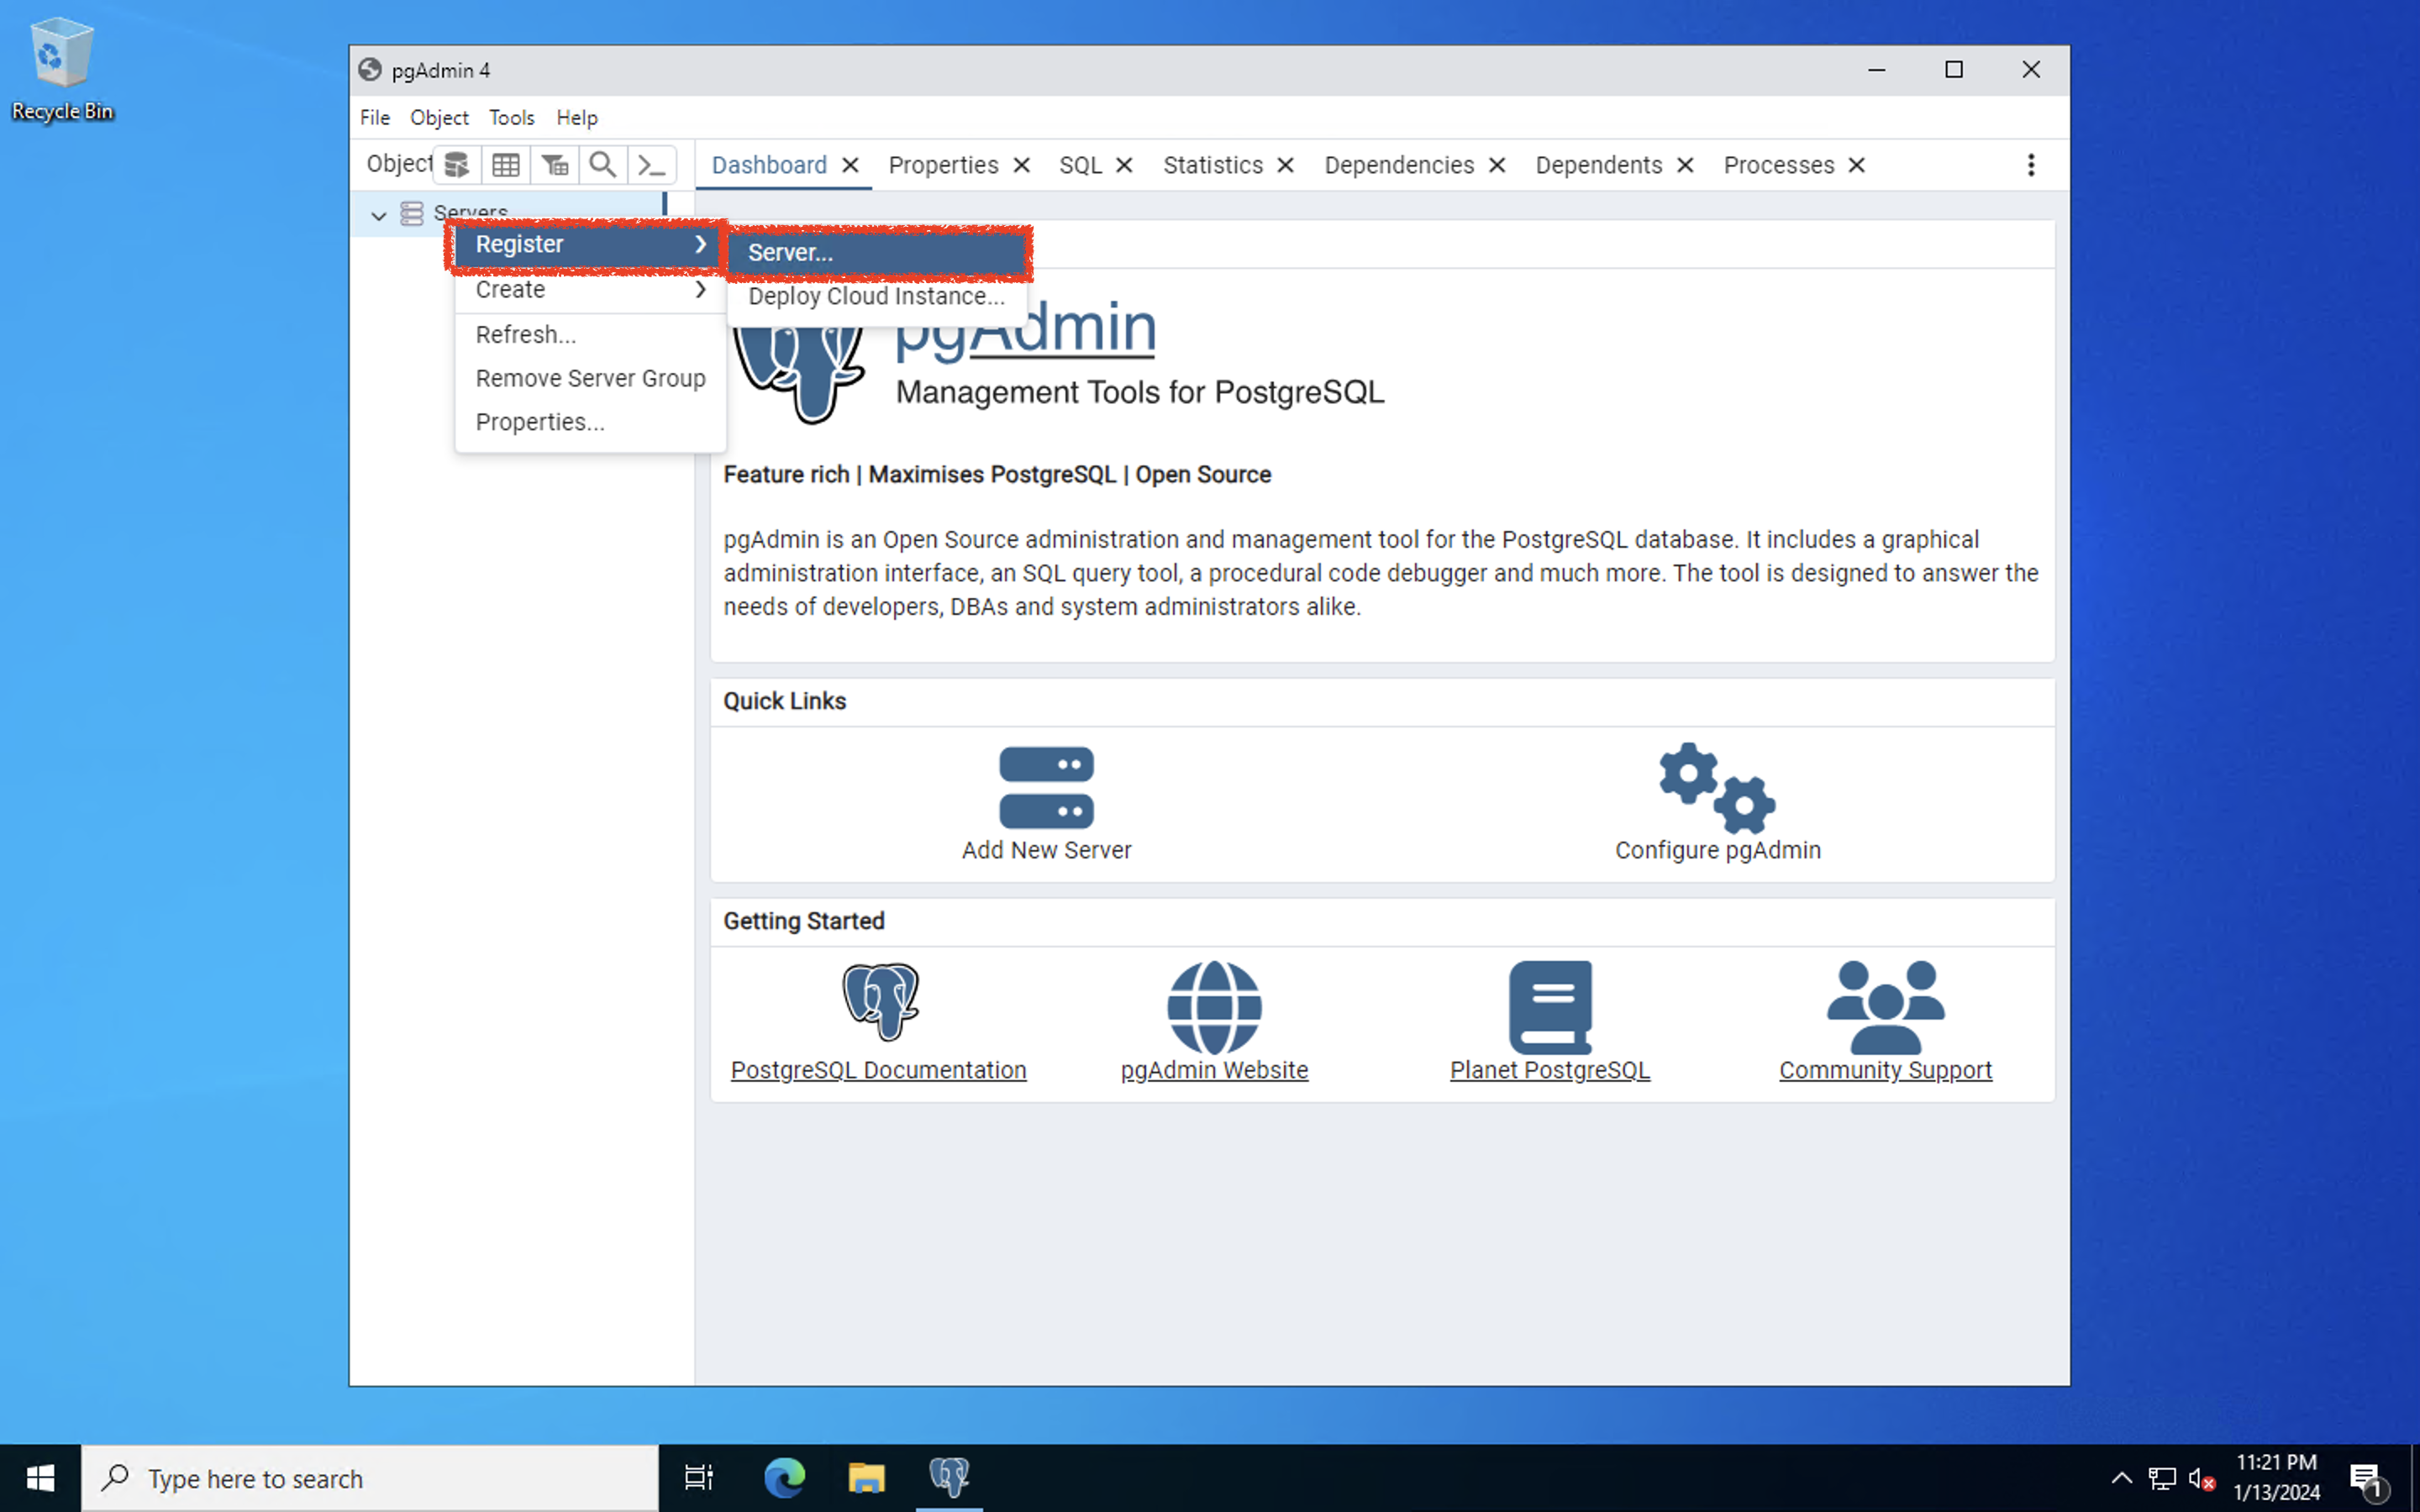 Recycle Bin
pgAdmin 4
File Object Tools Help
Object
Dashboard Properties SQL Statistics Dependencies Dependents Processes
Servers
Register
Server...
Create
Deploy Cloud Instance...
Refresh...
Remove Server Group
Properties...
pgAdmin
Management Tools for PostgreSQL
Feature rich | Maximises PostgreSQL | Open Source
pgAdmin is an Open Source administration and management tool for the PostgreSQL database. It includes a graphical
administration interface, an SQL query tool, a procedural code debugger and much more. The tool is designed to answer the
needs of developers, DBAs and system administrators alike.
Quick Links
Add New Server
Configure pgAdmin
Getting Started
PostgreSQL Documentation
pgAdmin Website
Planet PostgreSQL
Community Support
Type here to search
11:21 PM
1/13/2024
1